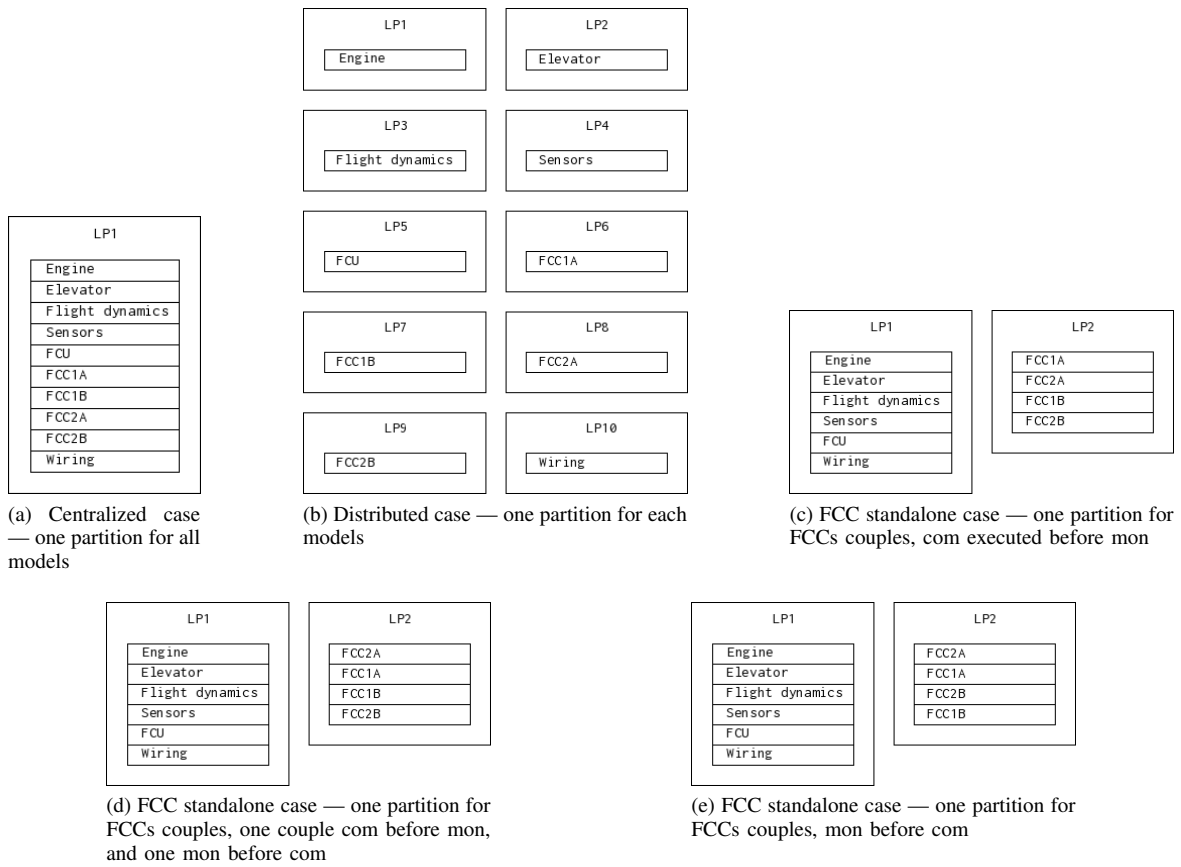 LP1
Engine
Elevator
Flight dynamics
Sensors
FCU
FCC1A
FCC1B
FCC2A
FCC2B
Wiring
(a) Centralized case
— one partition for all
models
LP1
Engine
LP2
Elevator
LP3
Flight dynamics
LP4
Sensors
LP5
FCU
LP6
FCC1A
LP7
FCC1B
LP8
FCC2A
LP9
FCC2B
LP10
Wiring
(b) Distributed case — one partition for each
models
LP1
Engine
Elevator
Flight dynamics
Sensors
FCU
Wiring
LP2
FCC1A
FCC2A
FCC1B
FCC2B
(c) FCC standalone case — one partition for
FCCs couples, com executed before mon
LP1
Engine
Elevator
Flight dynamics
Sensors
FCU
Wiring
LP2
FCC2A
FCC1A
FCC1B
FCC2B
(d) FCC standalone case — one partition for
FCCs couples, one couple com before mon,
and one mon before com
LP1
Engine
Elevator
Flight dynamics
Sensors
FCU
Wiring
LP2
FCC2A
FCC1A
FCC2B
FCC1B
(e) FCC standalone case — one partition for
FCCs couples, mon before com